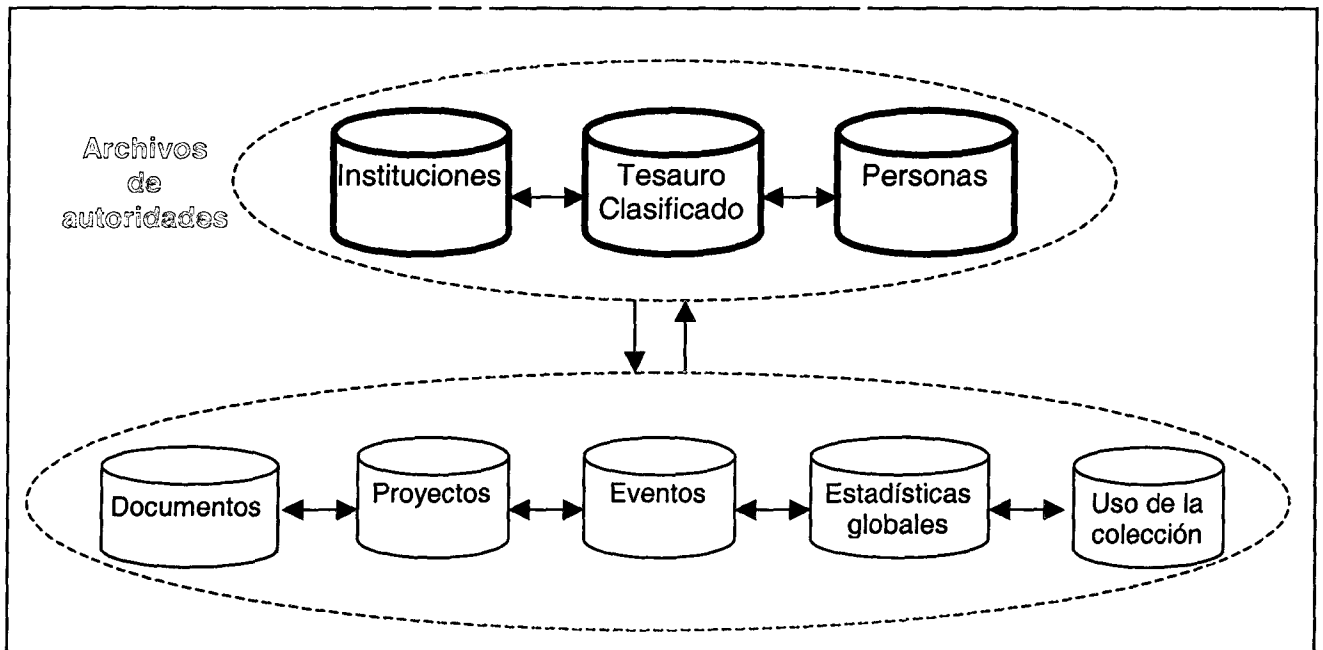 Archivos
de
autoridades
Instituciones
Tesauro
Clasificado
Personas
Documentos
Proyectos
Eventos
Estadísticas
globales
Uso de la
colección